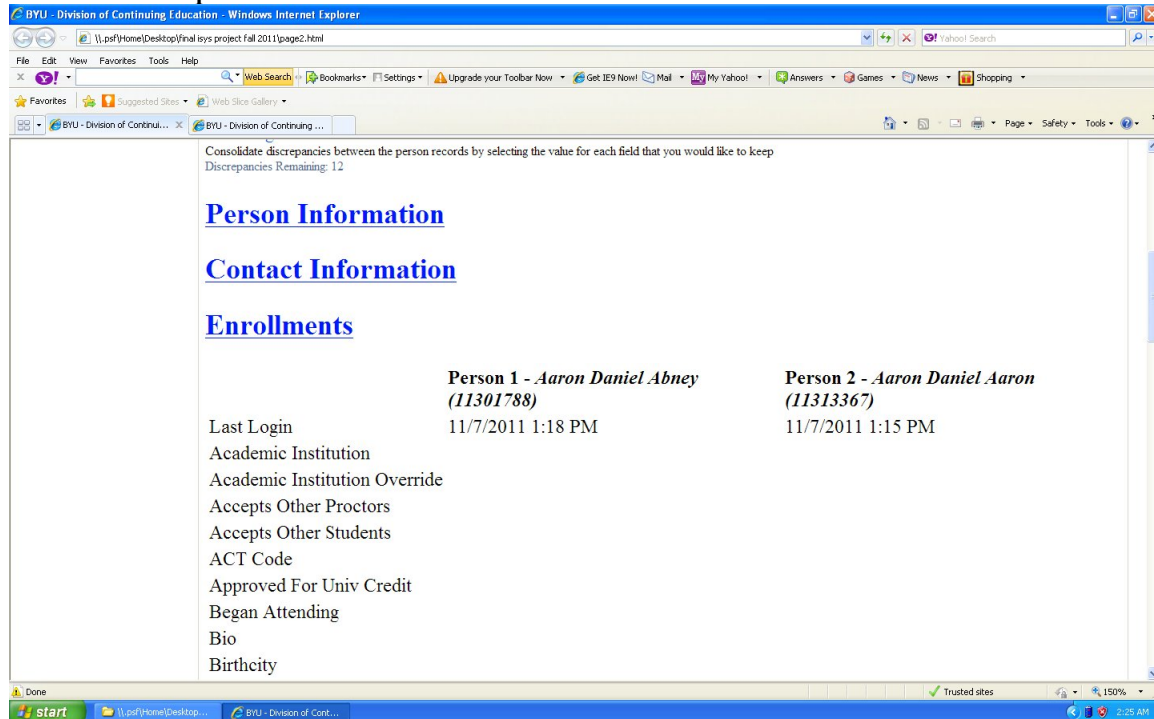 BYU - Division of Continuing Education - Windows Internet Explorer
\\.psf\Home\Desktop\final isys project fall 2011\page2.html
Yahoo! Search
File Edit View Favorites Tools Help
Y! Web Search Bookmarks Settings Upgrade your Toolbar Now Get IE9 Now! Mail My My Yahoo! Answers Games News Shopping
Favorites Suggested Sites Web Slice Gallery
BYU - Division of Continui... X BYU - Division of Continuing ... Page Safety Tools
Consolidate discrepancies between the person records by selecting the value for each field that you would like to keep
Discrepancies Remaining: 12
Person Information
Contact Information
Enrollments
Person 1 - Aaron Daniel Abney Person 2 - Aaron Daniel Aaron
(11301788) (11313367)
Last Login 11/7/2011 1:18 PM 11/7/2011 1:15 PM
Academic Institution
Academic Institution Override
Accepts Other Proctors
Accepts Other Students
ACT Code
Approved For Univ Credit
Began Attending
Bio
Birthcity
Done Trusted sites 150%
start \\.psf\Home\Desktop... BYU - Division of Cont... 2:25 AM